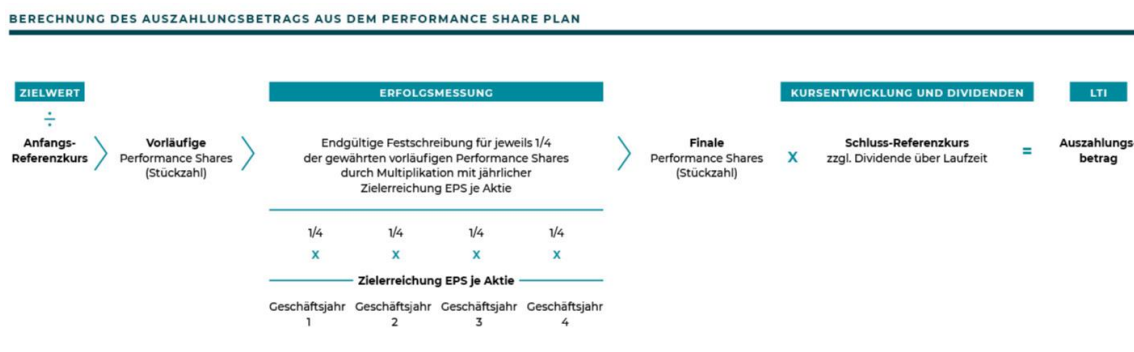 BERECHNUNG DES AUSZAHLUNGSBETRAGS AUS DEM PERFORMANCE SHARE PLAN
ZIELWERT
÷
Anfangs-
Referenzkurs
Vorläufige
Performance Shares
(Stückzahl)
ERFOLGSMESSUNG
Endgültige Festschreibung für jeweils 1/4
der gewährten vorläufigen Performance Shares
durch Multiplikation mit jährlicher
Zielerreichung EPS je Aktie
1/4 1/4 1/4 1/4
x x x x
Zielerreichung EPS je Aktie
Geschäftsjahr Geschäftsjahr Geschäftsjahr Geschäftsjahr
1 2 3 4
Finale
Performance Shares
(Stückzahl)
x
KURSENTWICKLUNG UND DIVIDENDEN
Schluss-Referenzkurs
zzgl. Dividende über Laufzeit
=
LTI
Auszahlungs-
betrag